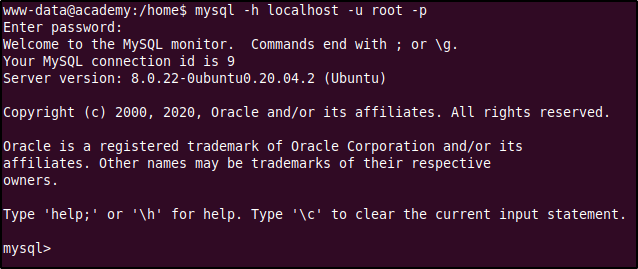 www-data@academy:/home$ mysql -h localhost -u root -p
Enter password:
Welcome to the MySQL monitor.  Commands end with ; or \g.
Your MySQL connection id is 9
Server version: 8.0.22-0ubuntu0.20.04.2 (Ubuntu)
Copyright (c) 2000, 2020, Oracle and/or its affiliates. All rights reserved.
Oracle is a registered trademark of Oracle Corporation and/or its
affiliates. Other names may be trademarks of their respective
owners.
Type 'help;' or '\h' for help. Type '\c' to clear the current input statement.
mysql>